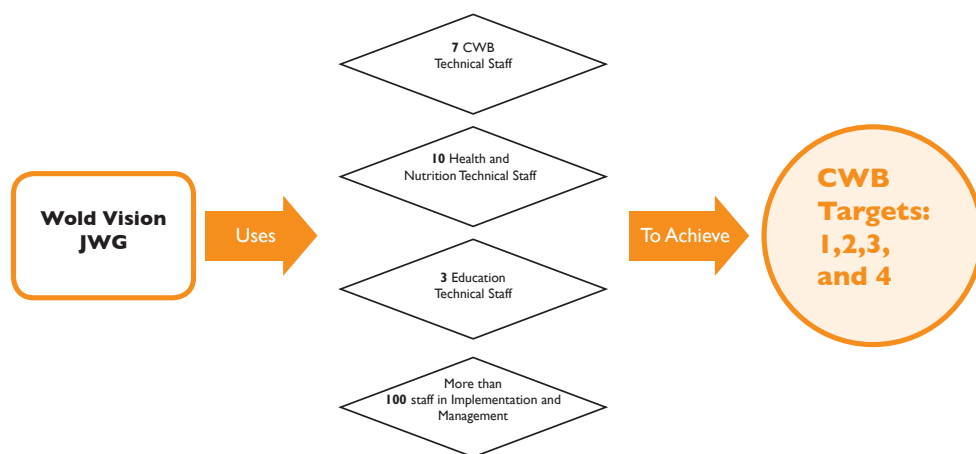 Wold Vision
JWG
Uses
7 CWB
Technical Staff
10 Health and
Nutrition Technical Staff
3 Education
Technical Staff
More than
100 staff in Implementation and
Management
To Achieve
CWB
Targets:
1,2,3,
and 4